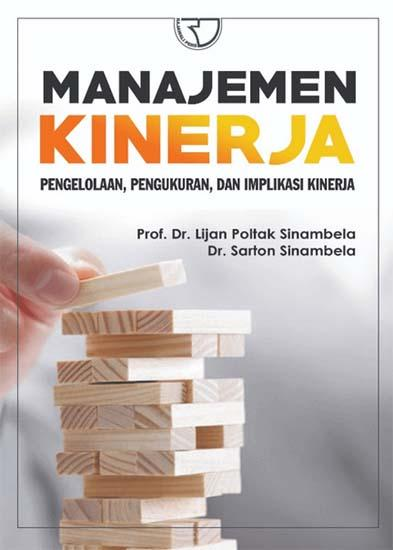 MANAJEMEN
KINERJA
PENGELOLAAN, PENGUKURAN, DAN IMPLIKASI KINERJA
Prof. Dr. Lijan Poltak Sinambela
Dr. Sarton Sinambela